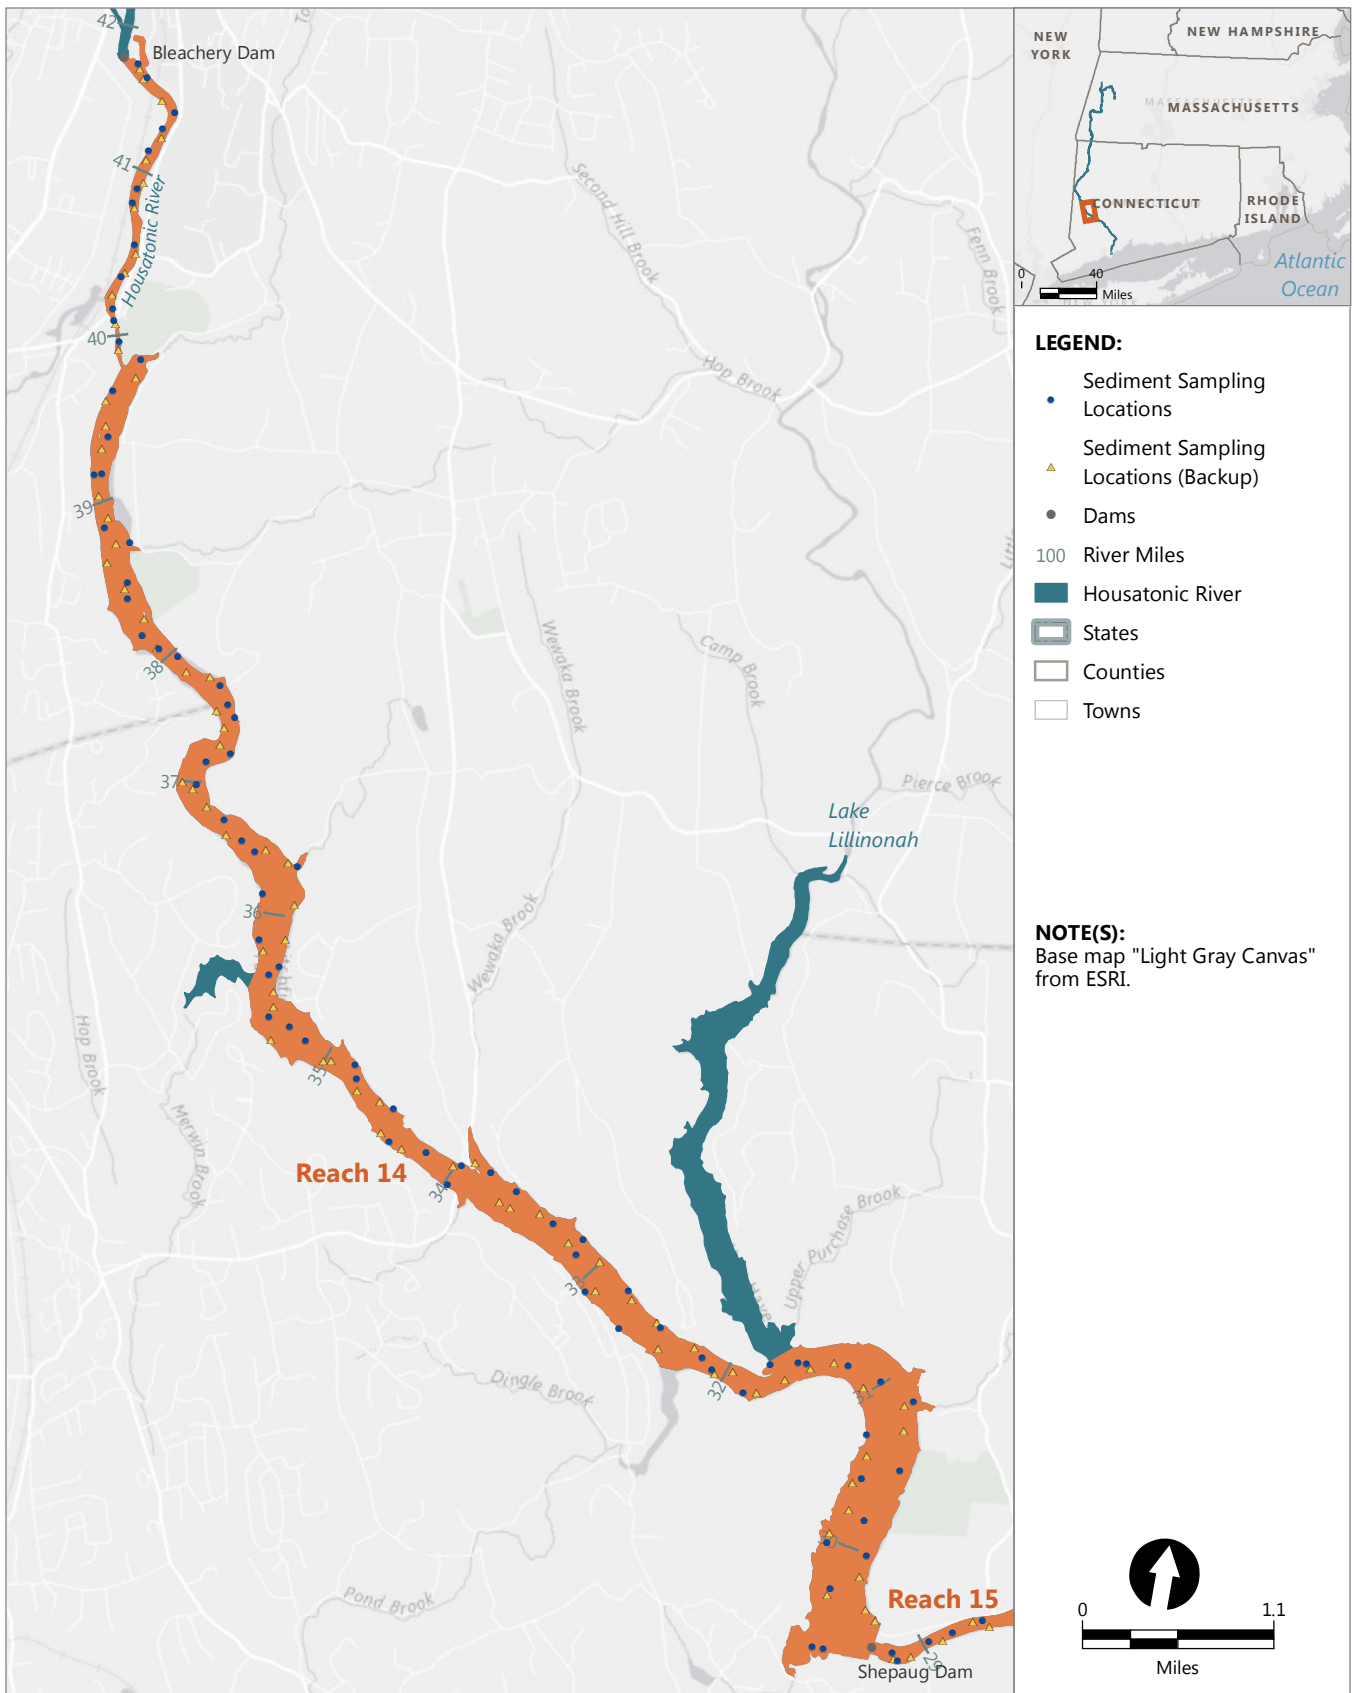 42
Bleachery Dam
41
Housatonic River
40
39
38
37
36
35
34
33
32
31
29
Second Hill Brook
Fenn Brook
Hop Brook
Wewaka Brook
Camp Brook
Pierce Brook
Lake
Lillinonah
Wewaka Brook
Hop Brook
Merwin Brook
Reach 14
Upper Purchase Brook
Dingle Brook
Pond Brook
Reach 15
Shepaug Dam
NEW
YORK
NEW HAMPSHIRE
MASSACHUSETTS
MASSACHUSETTS
CONNECTICUT
RHODE
ISLAND
Atlantic
Ocean
0
40
Miles
NEW YORK
LEGEND:
Sediment Sampling
Locations
Sediment Sampling
Locations (Backup)
Dams
100
River Miles
Housatonic River
States
Counties
Towns
NOTE(S):
Base map "Light Gray Canvas"
from ESRI.
0
1.1
Miles